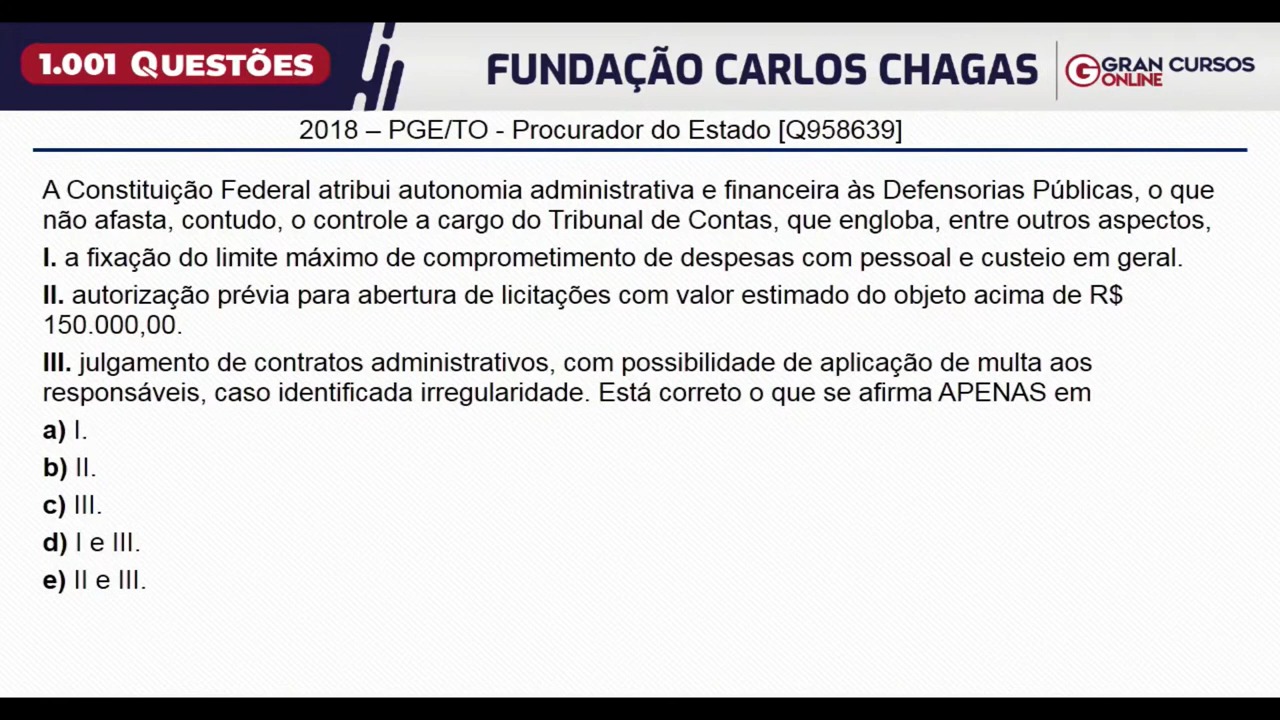 1.001 QUESTÕES
FUNDAÇÃO CARLOS CHAGAS
GRAN CURSOS
ONLINE
2018 – PGE/TO - Procurador do Estado [Q958639]
A Constituição Federal atribui autonomia administrativa e financeira às Defensorias Públicas, o que
não afasta, contudo, o controle a cargo do Tribunal de Contas, que engloba, entre outros aspectos,
I. a fixação do limite máximo de comprometimento de despesas com pessoal e custeio em geral.
II. autorização prévia para abertura de licitações com valor estimado do objeto acima de R$
150.000,00.
III. julgamento de contratos administrativos, com possibilidade de aplicação de multa aos
responsáveis, caso identificada irregularidade. Está correto o que se afirma APENAS em
a) I.
b) II.
c) III.
d) I e III.
e) II e III.